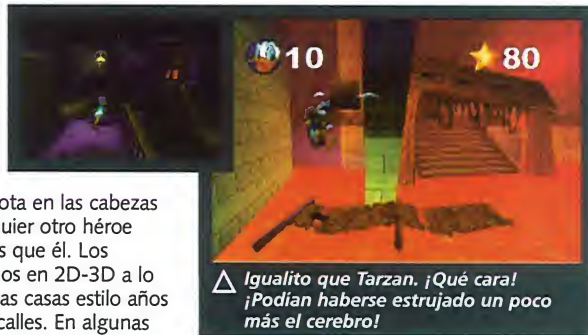 10
80
ota en las cabezas
uier otro héroe
s que él. Los
os en 2D-3D a lo
as casas estilo años
calles. En algunas
△ Igualito que Tarzan. ¡Qué cara!
¡Podían haberse estrujado un poco
más el cerebro!